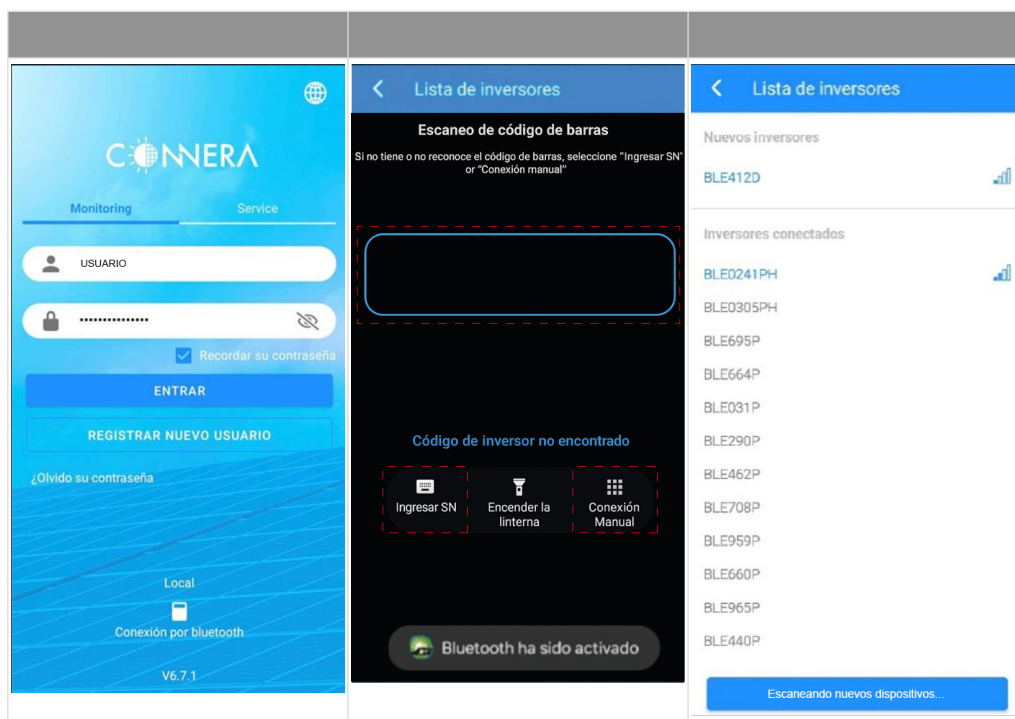 CONNERA
Monitoring
Service
USUARIO
•••••••••••••••
Recordar su contraseña
ENTRAR
REGISTRAR NUEVO USUARIO
¿Olvido su contraseña
Local
Conexión por bluetooth
V6.7.1
Lista de inversores
Escaneo de código de barras
Si no tiene o no reconoce el código de barras, seleccione "Ingresar SN"
or "Conexión manual"
Código de inversor no encontrado
Ingresar SN
Encender la
linterna
Conexión
Manual
Bluetooth ha sido activado
Lista de inversores
Nuevos inversores
BLE412D
Inversores conectados
BLE0241PH
BLE0305PH
BLE695P
BLE664P
BLE031P
BLE290P
BLE462P
BLE708P
BLE959P
BLE660P
BLE965P
BLE440P
Escaneando nuevos dispositivos...